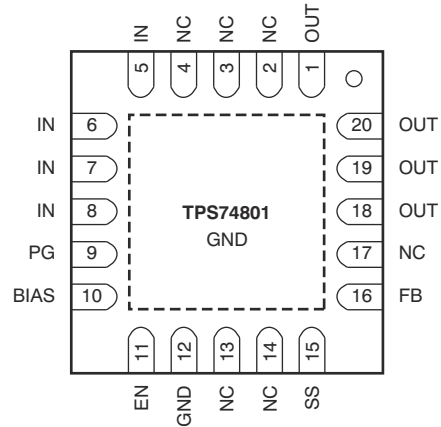 IN NC NC NC OUT
5 4 3 2 1
IN 6 20 OUT
IN 7 19 OUT
IN 8 TPS74801 18 OUT
GND
PG 9 17 NC
BIAS 10 16 FB
11 12 13 14 15
EN GND NC NC SS